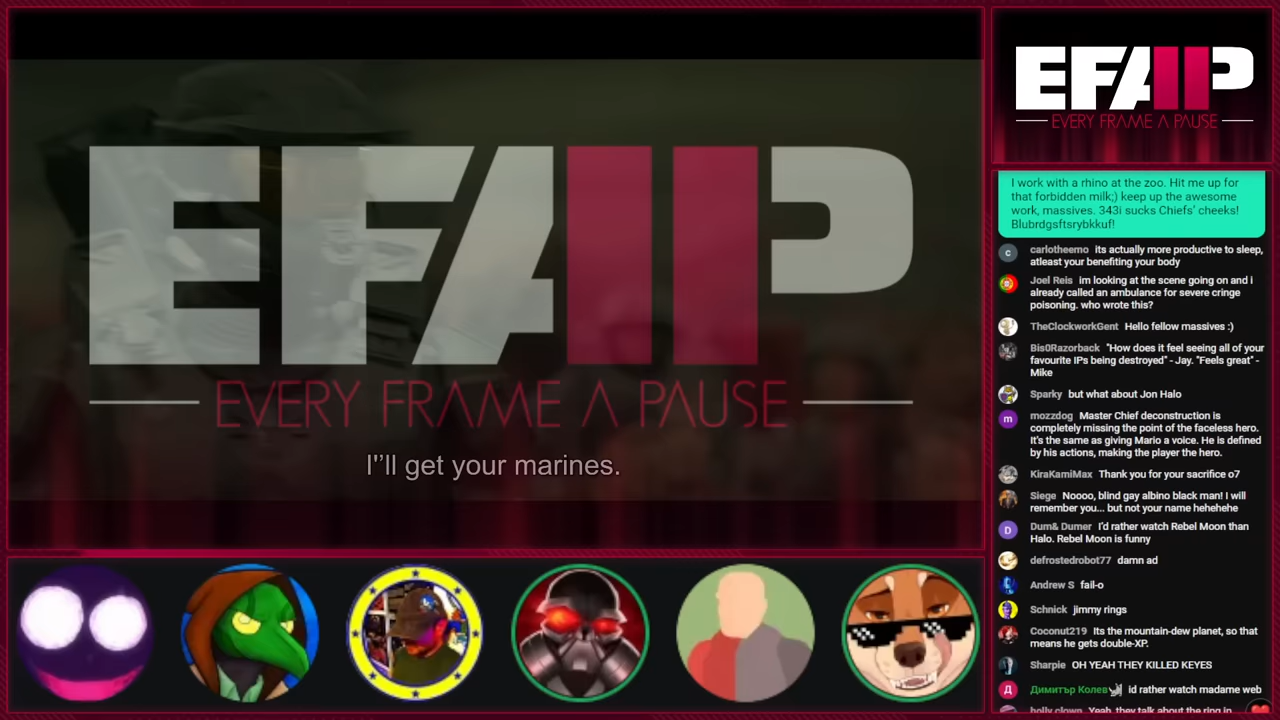 EFAP
EVERY FRAME A PAUSE
I''ll get your marines.
EFAP
EVERY FRAME A PAUSE
I work with a rhino at the zoo. Hit me up for
that forbidden milk;) keep up the awesome
work, massives. 343i sucks Chiefs' cheeks!
Blubrdgsftsrybkkuf!
c
carlotheemo its actually more productive to sleep,
atleast your benefiting your body
Joel Reis im looking at the scene going on and i
already called an ambulance for severe cringe
poisoning. who wrote this?
TheClockworkGent Hello fellow massives :)
Bis0Razorback "How does it feel seeing all of your
favourite IPs being destroyed" - Jay. "Feels great" -
Mike
Sparky but what about Jon Halo
m
mozzdog Master Chief deconstruction is
completely missing the point of the faceless hero.
It's the same as giving Mario a voice. He is defined
by his actions, making the player the hero.
KiraKamiMax Thank you for your sacrifice o7
Siege Noooo, blind gay albino black man! I will
remember you... but not your name hehehehe
D
Dum& Dumer I'd rather watch Rebel Moon than
Halo. Rebel Moon is funny
defrostedrobot77 damn ad
Andrew S fail-o
Schnick jimmy rings
Coconut219 Its the mountain-dew planet, so that
means he gets double-XP.
Sharpie OH YEAH THEY KILLED KEYES
Д
Димитър Колев id rather watch madame web
holly clown Yeah, they talk about the ring in